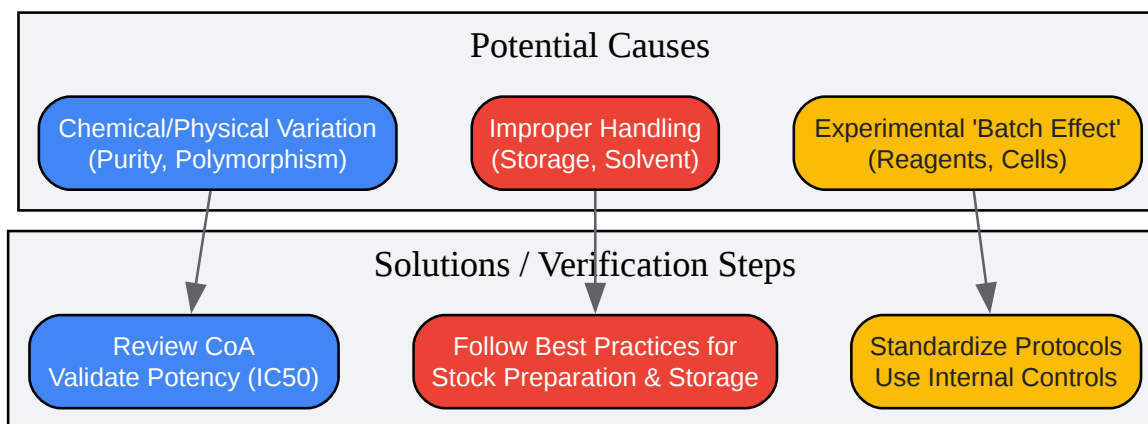 Potential Causes
Chemical/Physical Variation
(Purity, Polymorphism)
Improper Handling
(Storage, Solvent)
Experimental 'Batch Effect'
(Reagents, Cells)
Solutions / Verification Steps
Review CoA
Validate Potency (IC50)
Follow Best Practices for
Stock Preparation & Storage
Standardize Protocols
Use Internal Controls